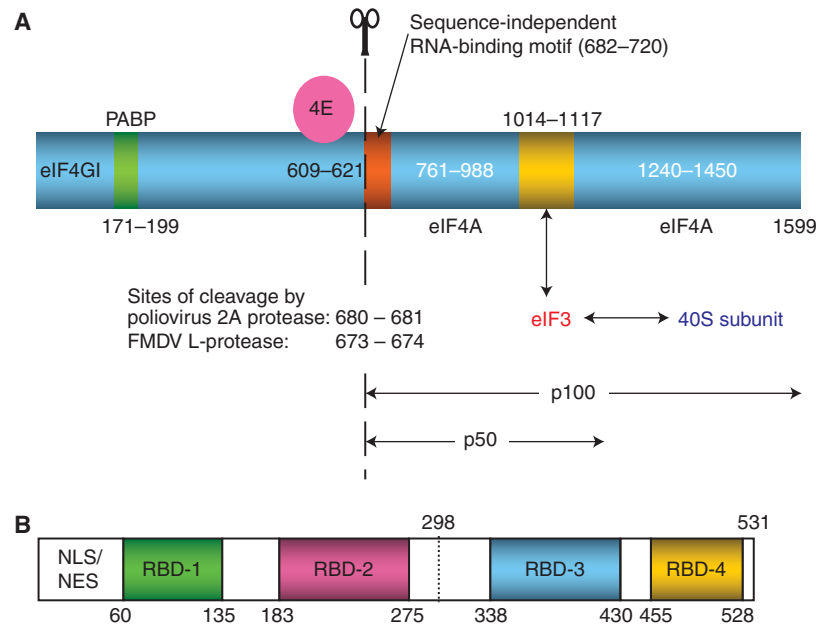 A
Sequence-independent
RNA-binding motif (682–720)
4E
PABP
1014–1117
eIF4GI
609–621
761–988
1240–1450
171–199
eIF4A
eIF4A
1599
Sites of cleavage by
poliovirus 2A protease: 680 – 681
FMDV L-protease: 673 – 674
eIF3
40S subunit
p100
p50
B
298
531
NLS/
NES
RBD-1
RBD-2
RBD-3
RBD-4
60
135
183
275
338
430
455
528